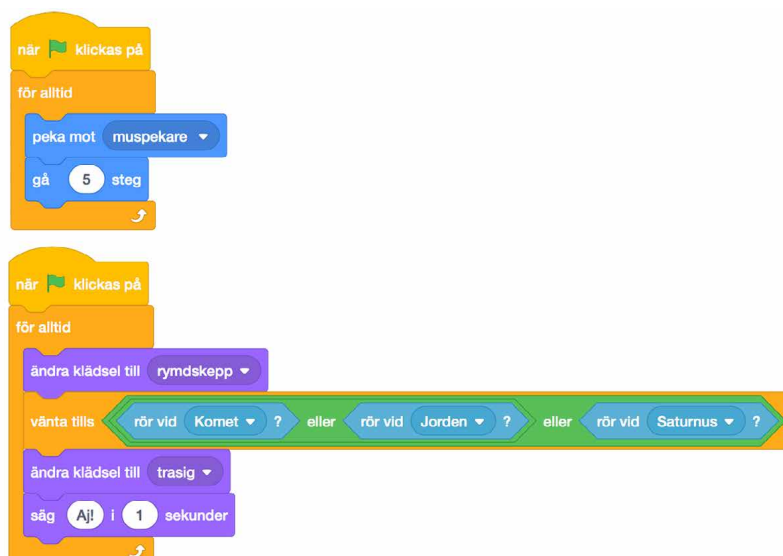 när klickas på
för alltid
peka mot muspekare
gå 5 steg
när klickas på
för alltid
ändra klädsel till rymdskepp
vänta tills rör vid Komet ? eller rör vid Jorden ? eller rör vid Saturnus ?
ändra klädsel till trasig
säg Aj! i 1 sekunder